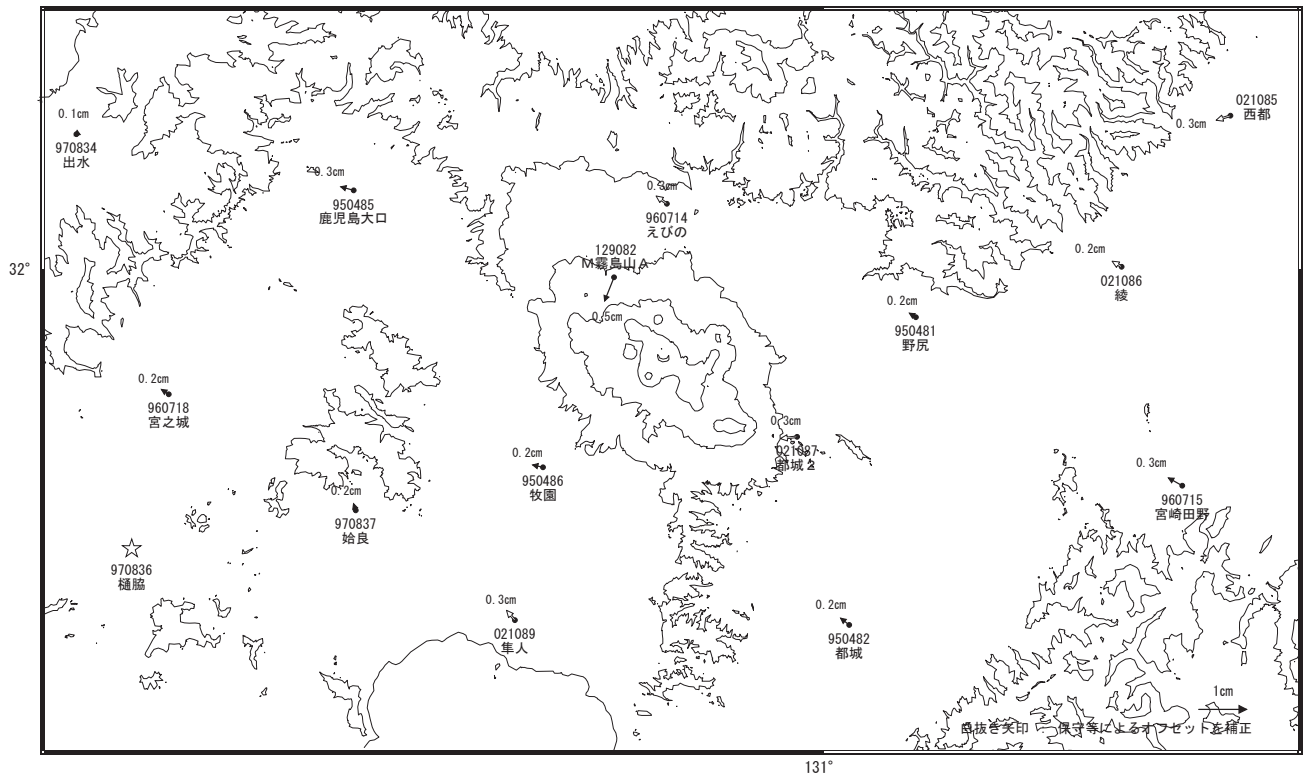 021085
西都
0.3cm
0.1cm
970834
出水
0.3cm
950485
鹿児島大口
0.3cm
960714
えびの
129082
M霧島山A
0.5cm
32°
0.2cm
021086
綾
0.2cm
950481
野尻
0.2cm
960718
宮之城
0.3cm
021087
都城2
0.2cm
950486
牧園
0.3cm
960715
宮崎田野
0.2cm
970837
姶良
970836
樋脇
0.3cm
021089
隼人
0.2cm
950482
都城
1cm
白抜き矢印 : 保守等によるオフセットを補正
131°